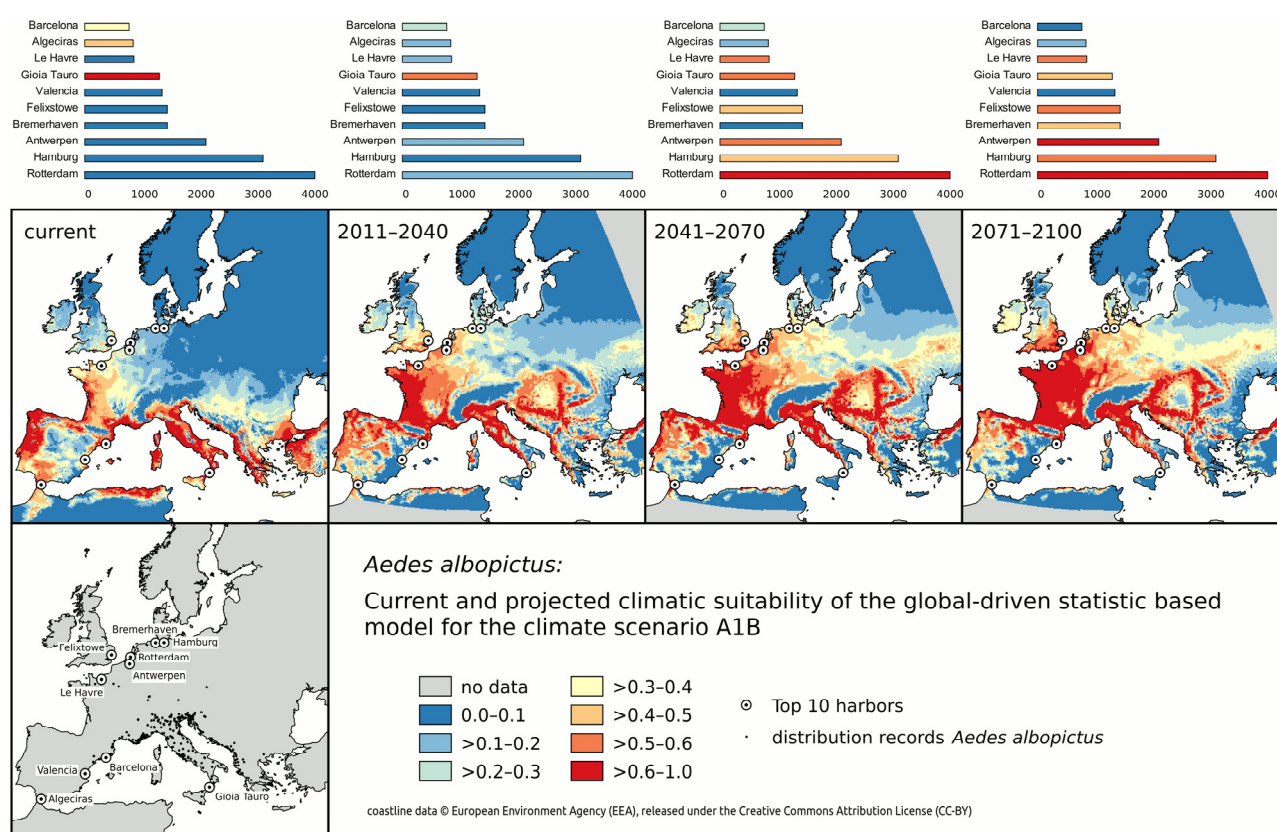 Barcelona
Algeciras
Le Havre
Gioia Tauro
Valencia
Felixstowe
Bremerhaven
Antwerpen
Hamburg
Rotterdam
0 1000 2000 3000 4000
Barcelona
Algeciras
Le Havre
Gioia Tauro
Valencia
Felixstowe
Bremerhaven
Antwerpen
Hamburg
Rotterdam
0 1000 2000 3000 4000
Barcelona
Algeciras
Le Havre
Gioia Tauro
Valencia
Felixstowe
Bremerhaven
Antwerpen
Hamburg
Rotterdam
0 1000 2000 3000 4000
Barcelona
Algeciras
Le Havre
Gioia Tauro
Valencia
Felixstowe
Bremerhaven
Antwerpen
Hamburg
Rotterdam
0 1000 2000 3000 4000
current
2011–2040
2041–2070
2071–2100
Bremerhaven
Hamburg
Felixtowe
Rotterdam
Antwerpen
Le Havre
Valencia
Barcelona
Algeciras
Gioia Tauro
Aedes albopictus:
Current and projected climatic suitability of the global-driven statistic based
model for the climate scenario A1B
no data
0.0–0.1
>0.1–0.2
>0.2–0.3
>0.3–0.4
>0.4–0.5
>0.5–0.6
>0.6–1.0
Top 10 harbors
distribution records Aedes albopictus
coastline data © European Environment Agency (EEA), released under the Creative Commons Attribution License (CC-BY)